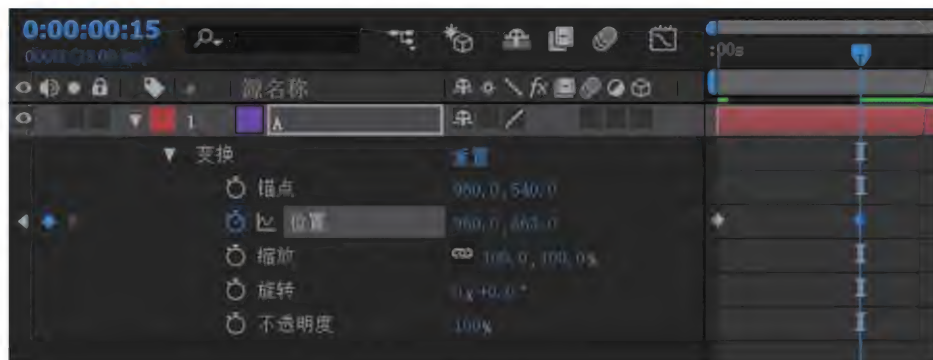 0:00:00:15
:00s
源名称
fx
1 A
变换 重置
锚点 960.0,540.0
位置
缩放 100.0,100.0%
旋转 0x+0.0°
不透明度 100%